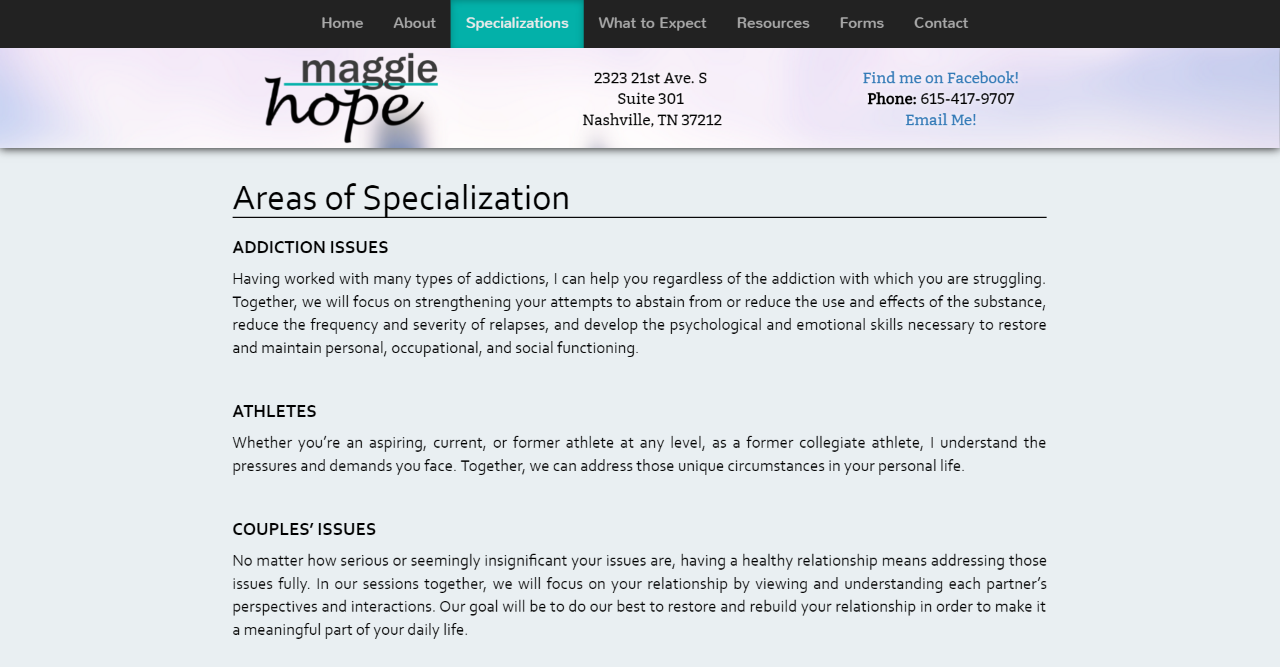 Home About Specializations What to Expect Resources Forms Contact
maggie
hope
2323 21st Ave. S
Suite 301
Nashville, TN 37212
Find me on Facebook!
Phone: 615-417-9707
Email Me!
Areas of Specialization
ADDICTION ISSUES
Having worked with many types of addictions, I can help you regardless of the addiction with which you are struggling.
Together, we will focus on strengthening your attempts to abstain from or reduce the use and effects of the substance,
reduce the frequency and severity of relapses, and develop the psychological and emotional skills necessary to restore
and maintain personal, occupational, and social functioning.
ATHLETES
Whether you’re an aspiring, current, or former athlete at any level, as a former collegiate athlete, I understand the
pressures and demands you face. Together, we can address those unique circumstances in your personal life.
COUPLES’ ISSUES
No matter how serious or seemingly insignificant your issues are, having a healthy relationship means addressing those
issues fully. In our sessions together, we will focus on your relationship by viewing and understanding each partner’s
perspectives and interactions. Our goal will be to do our best to restore and rebuild your relationship in order to make it
a meaningful part of your daily life.